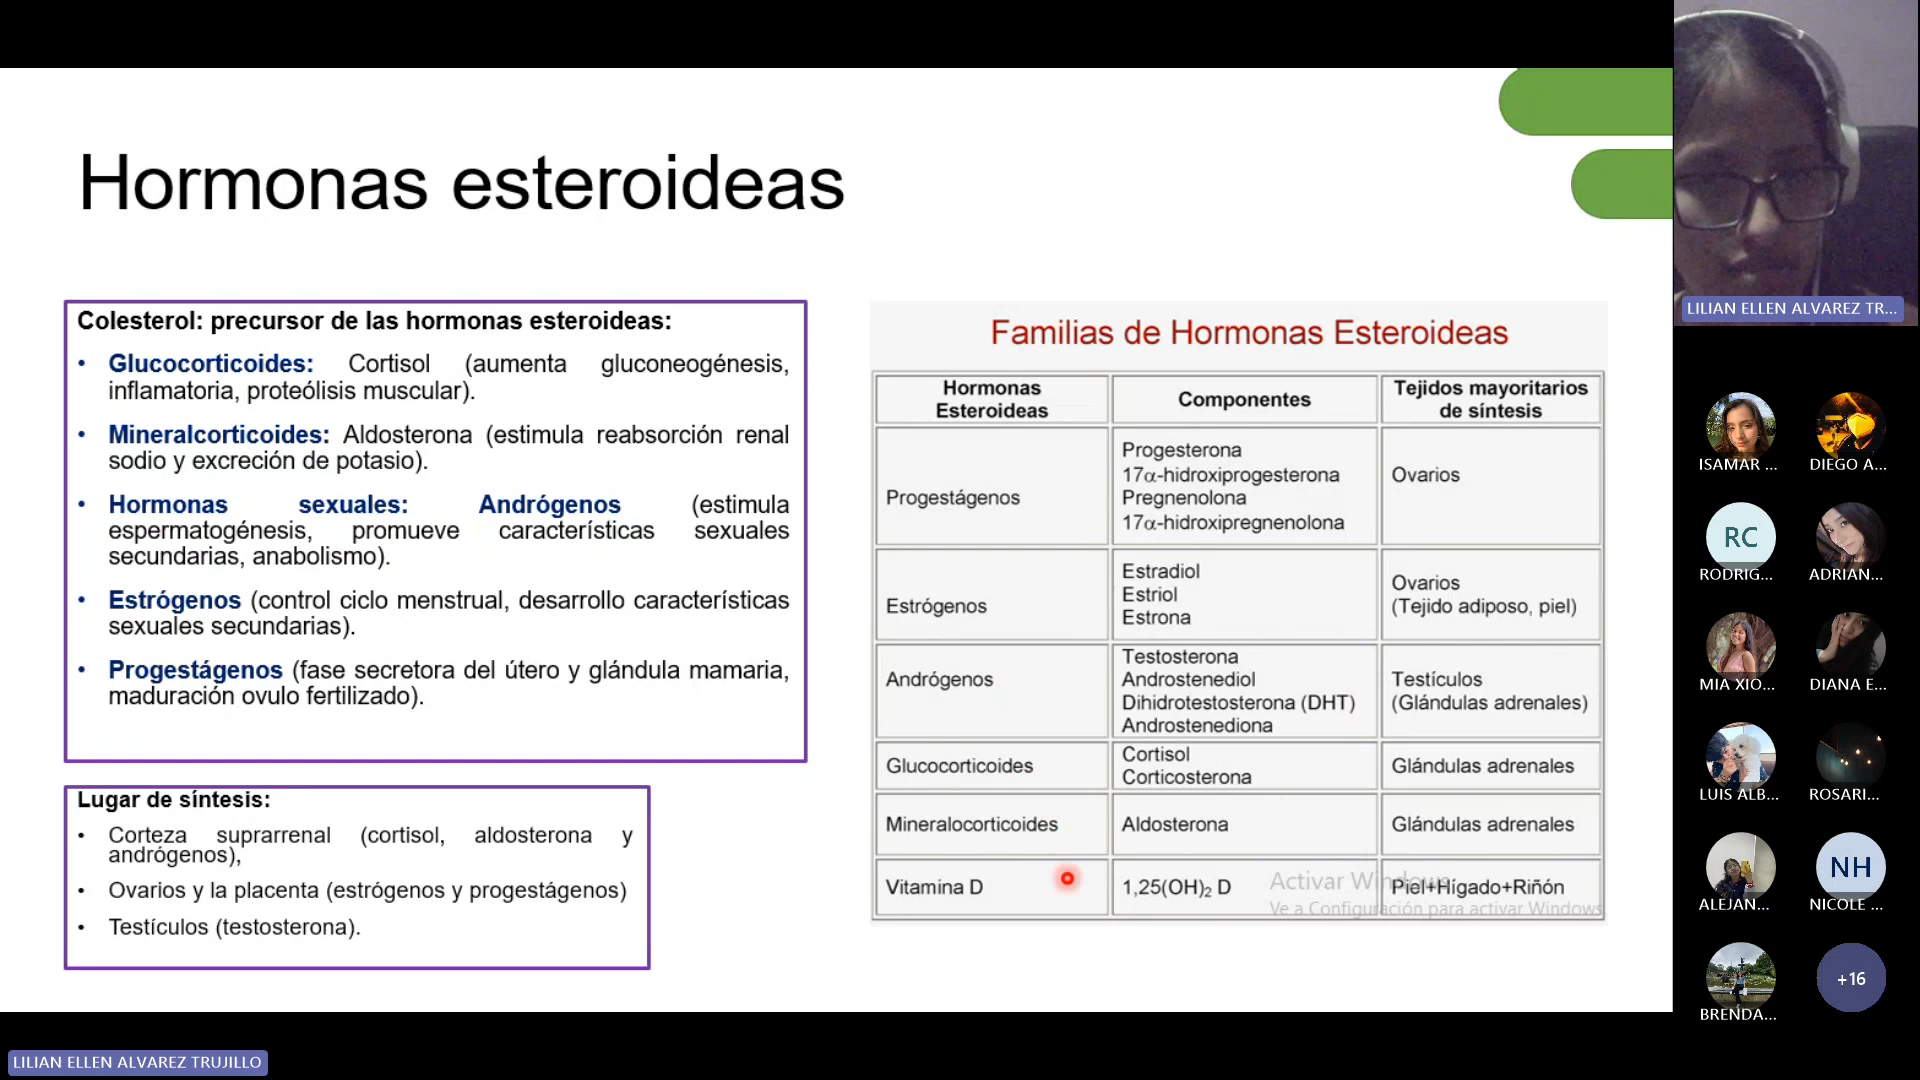 Hormonas esteroideas
Colesterol: precursor de las hormonas esteroideas:
• Glucocorticoides: Cortisol (aumenta gluconeogénesis,
inflamatoria, proteólisis muscular).
• Mineralcorticoides: Aldosterona (estimula reabsorción renal
sodio y excreción de potasio).
• Hormonas sexuales: Andrógenos (estimula
espermatogénesis, promueve características sexuales
secundarias, anabolismo).
• Estrógenos (control ciclo menstrual, desarrollo características
sexuales secundarias).
• Progestágenos (fase secretora del útero y glándula mamaria,
maduración ovulo fertilizado).
Lugar de síntesis:
• Corteza suprarrenal (cortisol, aldosterona y
andrógenos),
• Ovarios y la placenta (estrógenos y progestágenos)
• Testículos (testosterona).
Familias de Hormonas Esteroideas
Hormonas
Esteroideas
Componentes
Tejidos mayoritarios
de síntesis
Progestágenos
Progesterona
17α-hidroxiprogesterona
Pregnenolona
17α-hidroxipregnenolona
Ovarios
Estrógenos
Estradiol
Estriol
Estrona
Ovarios
(Tejido adiposo, piel)
Andrógenos
Testosterona
Androstenediol
Dihidrotestosterona (DHT)
Androstenediona
Testículos
(Glándulas adrenales)
Glucocorticoides
Cortisol
Corticosterona
Glándulas adrenales
Mineralocorticoides
Aldosterona
Glándulas adrenales
Vitamina D
1,25(OH)₂ D
Piel+Hígado+Riñón
Activar Windows
Ve a Configuración para activar Windows
LILIAN ELLEN ALVAREZ TR...
ISAMAR ...
DIEGO A...
RC
RODRIG...
ADRIAN...
MIA XIO...
DIANA E...
LUIS ALB...
ROSARI...
ALEJAN...
NH
NICOLE ...
BRENDA...
+16
LILIAN ELLEN ALVAREZ TRUJILLO